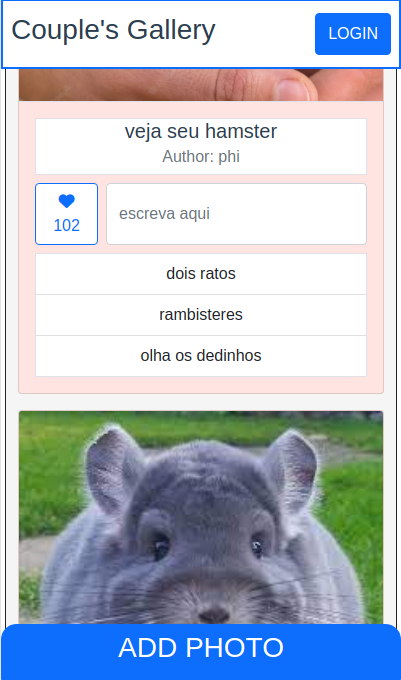 Couple's Gallery
LOGIN
veja seu hamster
Author: phi
102
escreva aqui
dois ratos
rambisteres
olha os dedinhos
ADD PHOTO